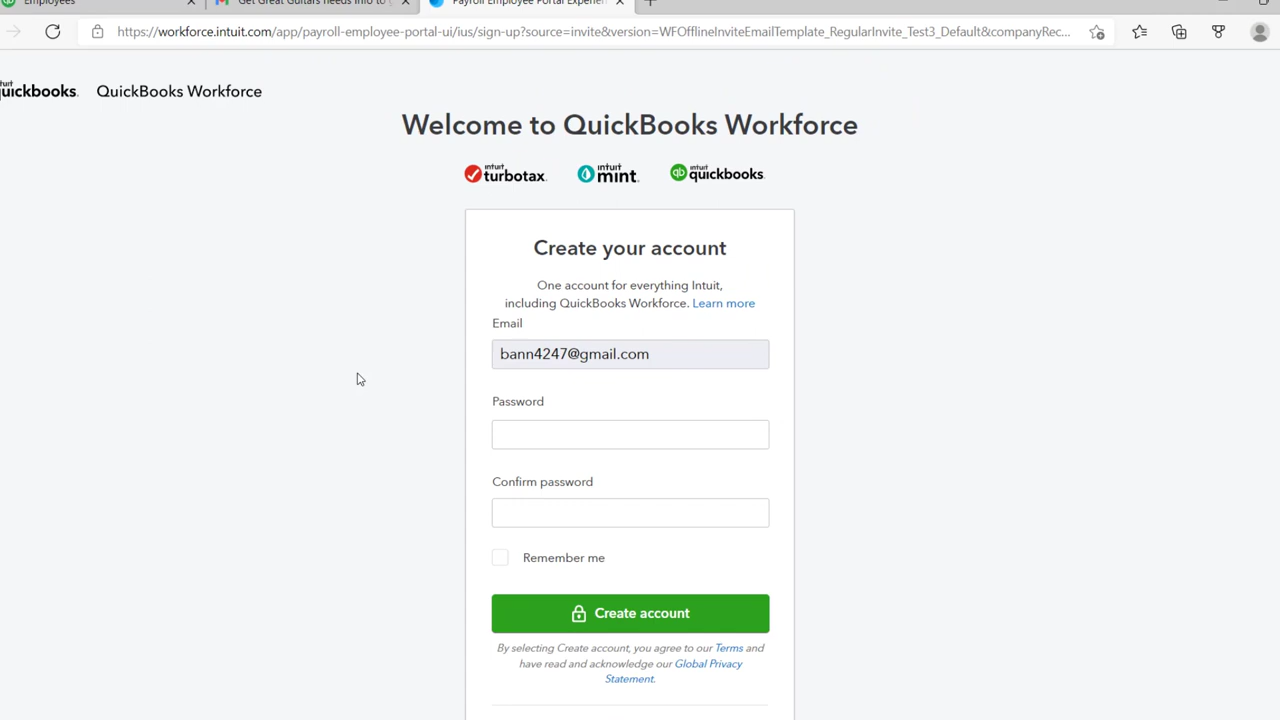 Employees
Get Great Guitars needs info to
Payroll Employee Portal Experien
https://workforce.intuit.com/app/payroll-employee-portal-ui/ius/sign-up?source=invite&version=WFOfflineInviteEmailTemplate_RegularInvite_Test3_Default&companyRec...
intuit
uickbooks.
QuickBooks Workforce
Welcome to QuickBooks Workforce
intuit
turbotax.
intuit
mint.
qb
intuit
quickbooks.
Create your account
One account for everything Intuit,
including QuickBooks Workforce. Learn more
Email
bann4247@gmail.com
Password
Confirm password
Remember me
Create account
By selecting Create account, you agree to our Terms and
have read and acknowledge our Global Privacy
Statement.